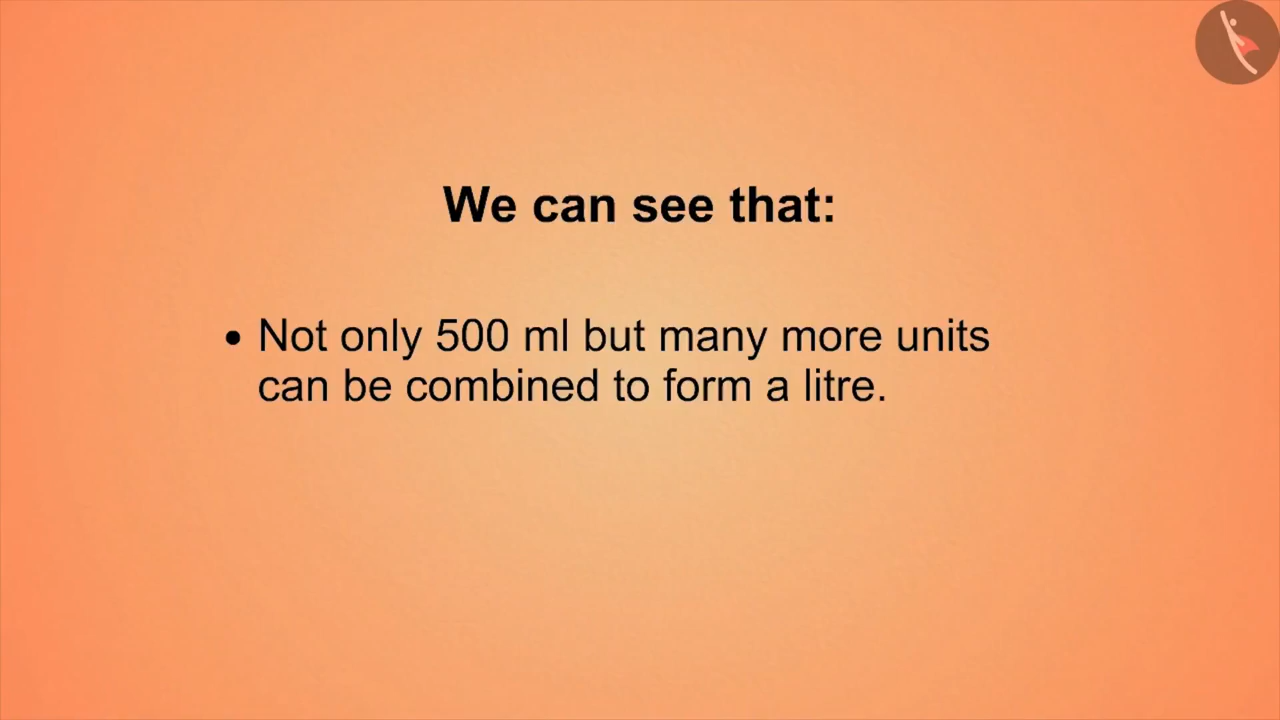 We can see that:
• Not only 500 ml but many more units
can be combined to form a litre.